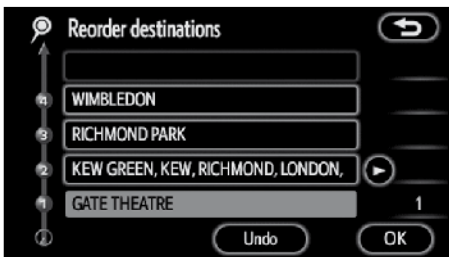 Reorder destinations
4 WIMBLEDON
3 RICHMOND PARK
2 KEW GREEN, KEW, RICHMOND, LONDON,
1 GATE THEATRE 1
Undo OK